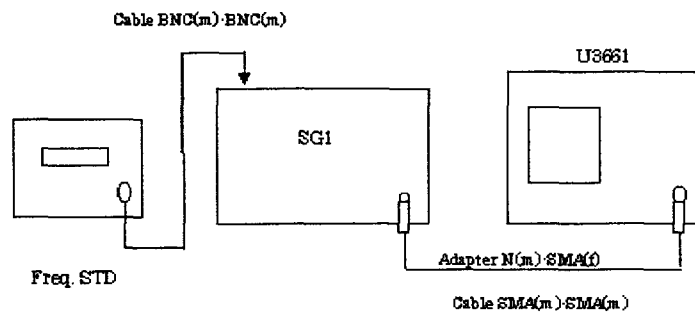 Cable BNC(m)-BNC(m)
U3661
SG1
Freq. STD
Adapter N(m)-SMA(f)
Cable SMA(m)-SMA(m)